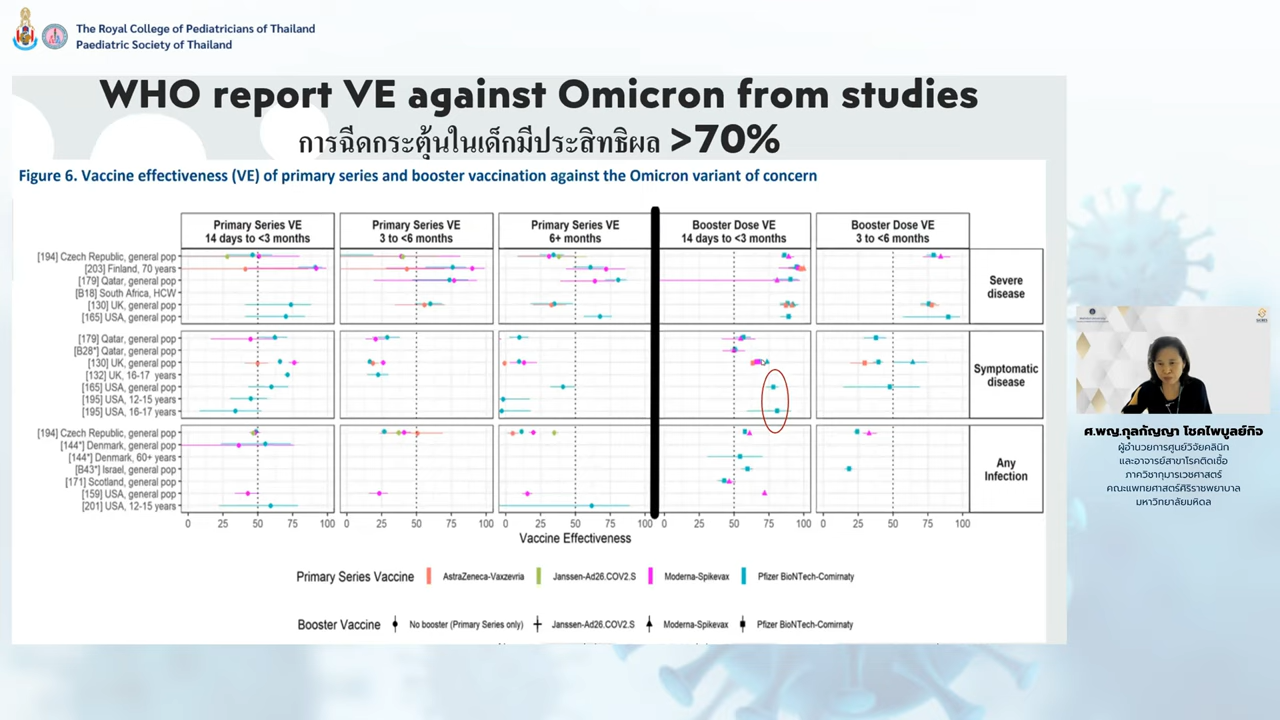 The Royal College of Pediatricians of Thailand
Paediatric Society of Thailand
WHO report VE against Omicron from studies
การฉีดกระตุ้นในเด็กมีประสิทธิผล >70%
Figure 6. Vaccine effectiveness (VE) of primary series and booster vaccination against the Omicron variant of concern
Primary Series VE 14 days to <3 months
Primary Series VE 3 to <6 months
Primary Series VE 6+ months
Booster Dose VE 14 days to <3 months
Booster Dose VE 3 to <6 months
[194] Czech Republic, general pop
[203] Finland, 70 years
[179] Qatar, general pop
[B18] South Africa, HCW
[130] UK, general pop
[165] USA, general pop
Severe disease
[179] Qatar, general pop
[B28*] Qatar, general pop
[130] UK, general pop
[132] UK, 16-17 years
[165] USA, general pop
[195] USA, 12-15 years
[195] USA, 16-17 years
Symptomatic disease
[194] Czech Republic, general pop
[144*] Denmark, general pop
[144*] Denmark, 60+ years
[B43*] Israel, general pop
[171] Scotland, general pop
[159] USA, general pop
[201] USA, 12-15 years
Any Infection
0 25 50 75 100 0 25 50 75 100 0 25 50 75 100 0 25 50 75 100 0 25 50 75 100
Vaccine Effectiveness
Primary Series Vaccine AstraZeneca-Vaxzevria Janssen-Ad26.COV2.S Moderna-Spikevax Pfizer BioNTech-Comirnaty
Booster Vaccine No booster (Primary Series only) Janssen-Ad26.COV2.S Moderna-Spikevax Pfizer BioNTech-Comirnaty
ศ.พญ.กุลกัญญา โชคไพบูลย์กิจ
ผู้อำนวยการศูนย์วิจัยคลินิก
และอาจารย์สาขาโรคติดเชื้อ
ภาควิชากุมารเวชศาสตร์
คณะแพทยศาสตร์ศิริราชพยาบาล
มหาวิทยาลัยมหิดล